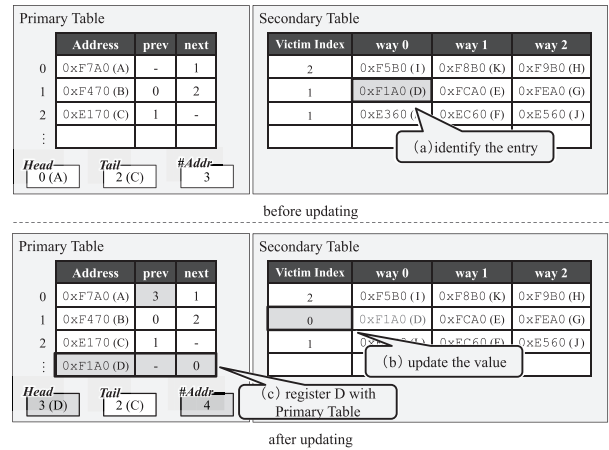 Primary Table
Address prev next
0 0xF7A0 (A) - 1
1 0xF470 (B) 0 2
2 0xE170 (C) 1 -
⋮
Head Tail #Addr
0 (A) 2 (C) 3
Secondary Table
Victim Index way 0 way 1 way 2
2 0xF5B0 (I) 0xF8B0 (K) 0xF9B0 (H)
1 0xF1A0 (D) 0xFCA0 (E) 0xFEA0 (G)
1 0xE360 ( 0xEC60 (F) 0xE560 (J)
(a) identify the entry
before updating
Primary Table
Address prev next
0 0xF7A0 (A) 3 1
1 0xF470 (B) 0 2
2 0xE170 (C) 1 -
⋮ 0xF1A0 (D) - 0
Head Tail #Addr
3 (D) 2 (C) 4
Secondary Table
Victim Index way 0 way 1 way 2
2 0xF5B0 (I) 0xF8B0 (K) 0xF9B0 (H)
0 0xF1A0 (D) 0xFCA0 (E) 0xFEA0 (G)
1 0xE560 (J)
(b) update the value
(c) register D with
Primary Table
after updating